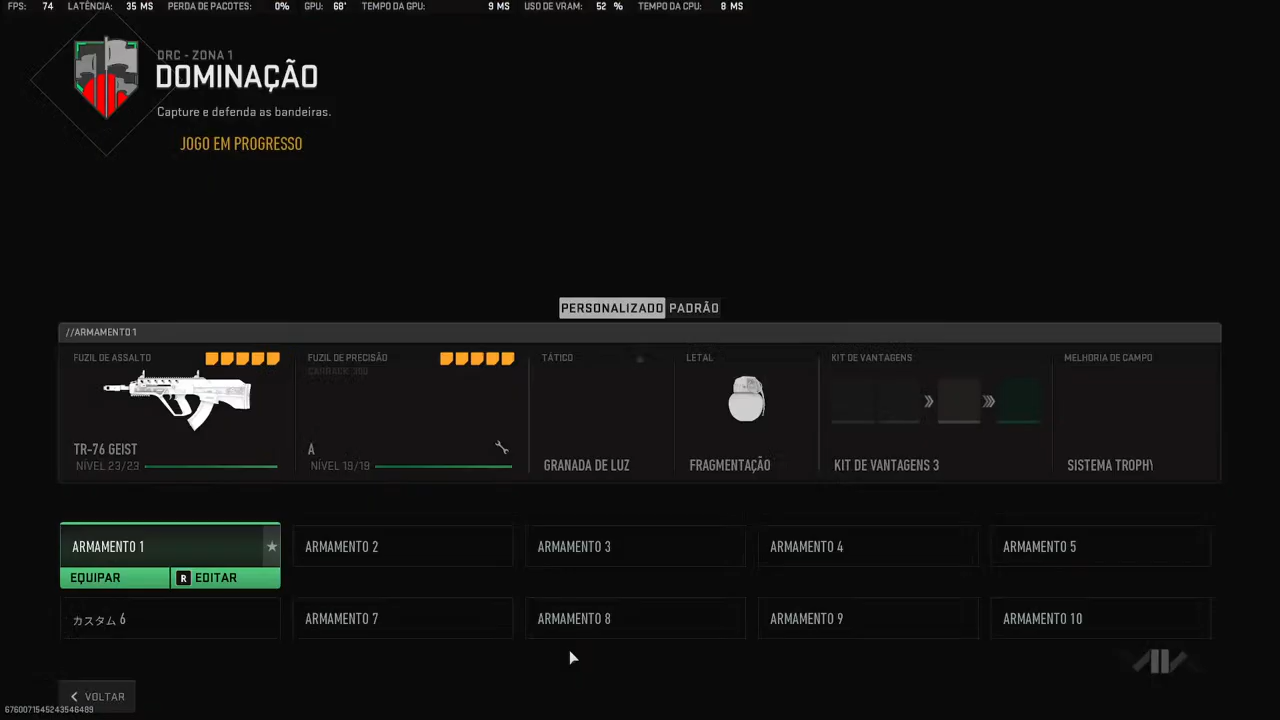 FPS: 74 LATÊNCIA: 35 MS PERDA DE PACOTES: 0% GPU: 68° TEMPO DA GPU: 9 MS USO DE VRAM: 52 % TEMPO DA CPU: 8 MS
ORC - ZONA 1
DOMINAÇÃO
Capture e defenda as bandeiras.
JOGO EM PROGRESSO
PERSONALIZADO PADRÃO
//ARMAMENTO 1
FUZIL DE ASSALTO FUZIL DE PRECISÃO TÁTICO LETAL KIT DE VANTAGENS MELHORIA DE CAMPO
CARRACK .300
TR-76 GEIST A
NÍVEL 23/23 NÍVEL 19/19 GRANADA DE LUZ FRAGMENTAÇÃO KIT DE VANTAGENS 3 SISTEMA TROPHY
ARMAMENTO 1 ARMAMENTO 2 ARMAMENTO 3 ARMAMENTO 4 ARMAMENTO 5
EQUIPAR R EDITAR
カスタム 6 ARMAMENTO 7 ARMAMENTO 8 ARMAMENTO 9 ARMAMENTO 10
VOLTAR
6760071545243546489